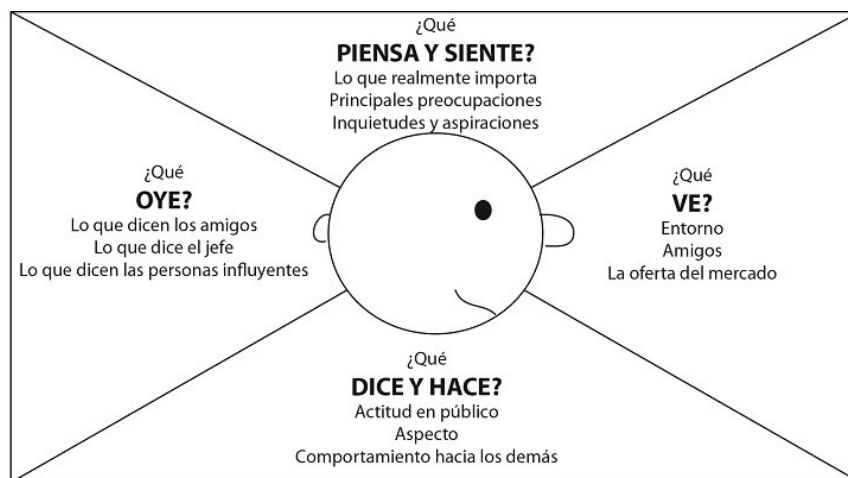 ¿Qué
PIENSA Y SIENTE?
Lo que realmente importa
Principales preocupaciones
Inquietudes y aspiraciones
¿Qué
OYE?
Lo que dicen los amigos
Lo que dice el jefe
Lo que dicen las personas influyentes
¿Qué
VE?
Entorno
Amigos
La oferta del mercado
¿Qué
DICE Y HACE?
Actitud en público
Aspecto
Comportamiento hacia los demás